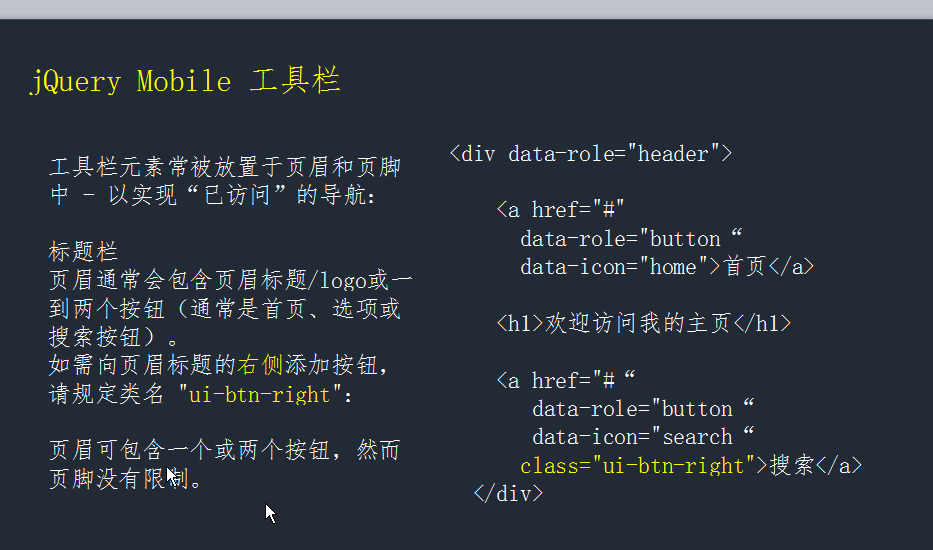 jQuery Mobile 工具栏
工具栏元素常被放置于页眉和页脚
中 - 以实现“已访问”的导航：
标题栏
页眉通常会包含页眉标题/logo或一
到两个按钮（通常是首页、选项或
搜索按钮）。
如需向页眉标题的右侧添加按钮，
请规定类名 "ui-btn-right"：
页眉可包含一个或两个按钮，然而
页脚没有限制。
<div data-role="header">
<a href="#"
data-role="button“
data-icon="home">首页</a>
<h1>欢迎访问我的主页</h1>
<a href="#“
data-role="button“
data-icon="search“
class="ui-btn-right">搜索</a>
</div>